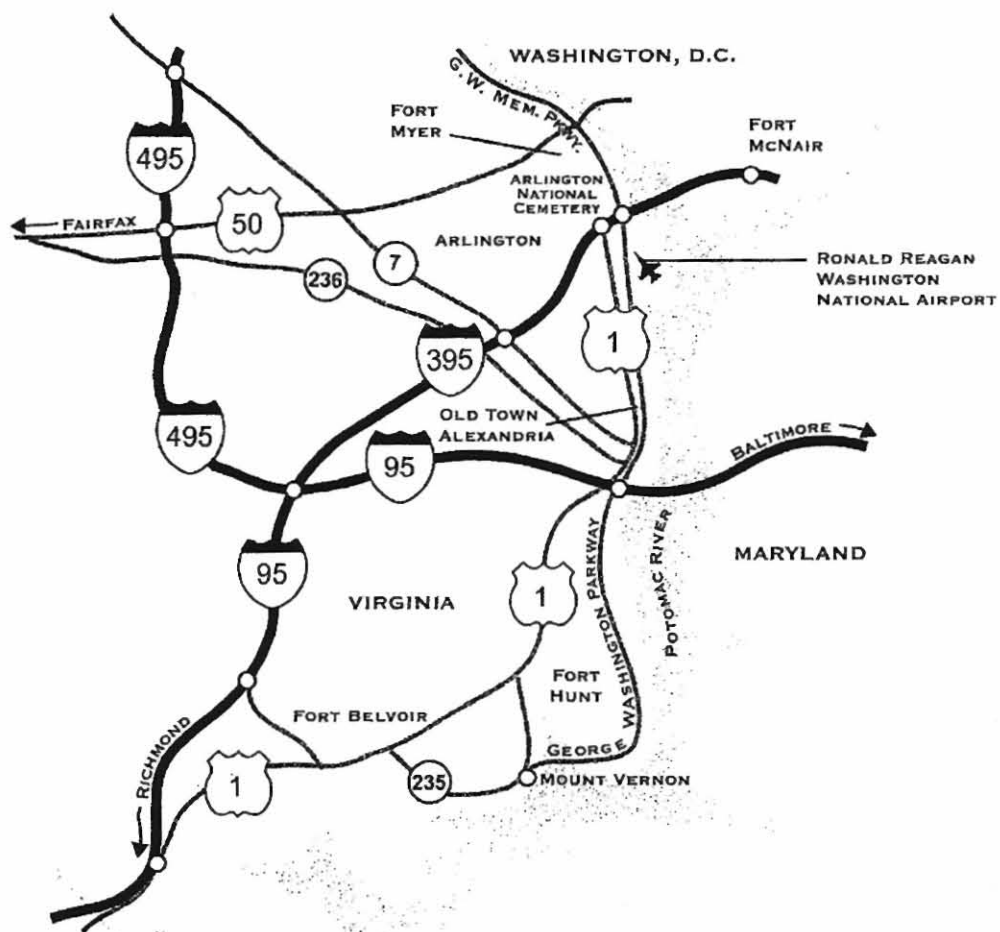 WASHINGTON, D.C.
G.W. MEM. PKWY.
FORT
MYER
FORT
MCNAIR
495
ARLINGTON
NATIONAL
CEMETERY
FAIRFAX
50
ARLINGTON
7
236
RONALD REAGAN
WASHINGTON
NATIONAL AIRPORT
1
395
OLD TOWN
ALEXANDRIA
495
95
BALTIMORE
95
1
GEORGE WASHINGTON PARKWAY
POTOMAC RIVER
MARYLAND
VIRGINIA
FORT
HUNT
FORT BELVOIR
RICHMOND
1
235
MOUNT VERNON